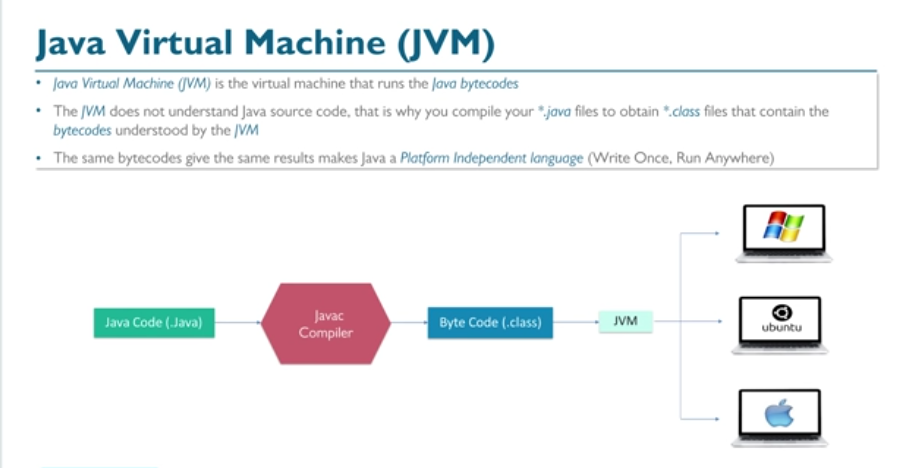 Java Virtual Machine (JVM)
• Java Virtual Machine (JVM) is the virtual machine that runs the Java bytecodes
• The JVM does not understand Java source code, that is why you compile your *.java files to obtain *.class files that contain the
bytecodes understood by the JVM
• The same bytecodes give the same results makes Java a Platform Independent language (Write Once, Run Anywhere)
Java Code (.Java)
Javac
Compiler
Byte Code (.class)
JVM
ubuntu